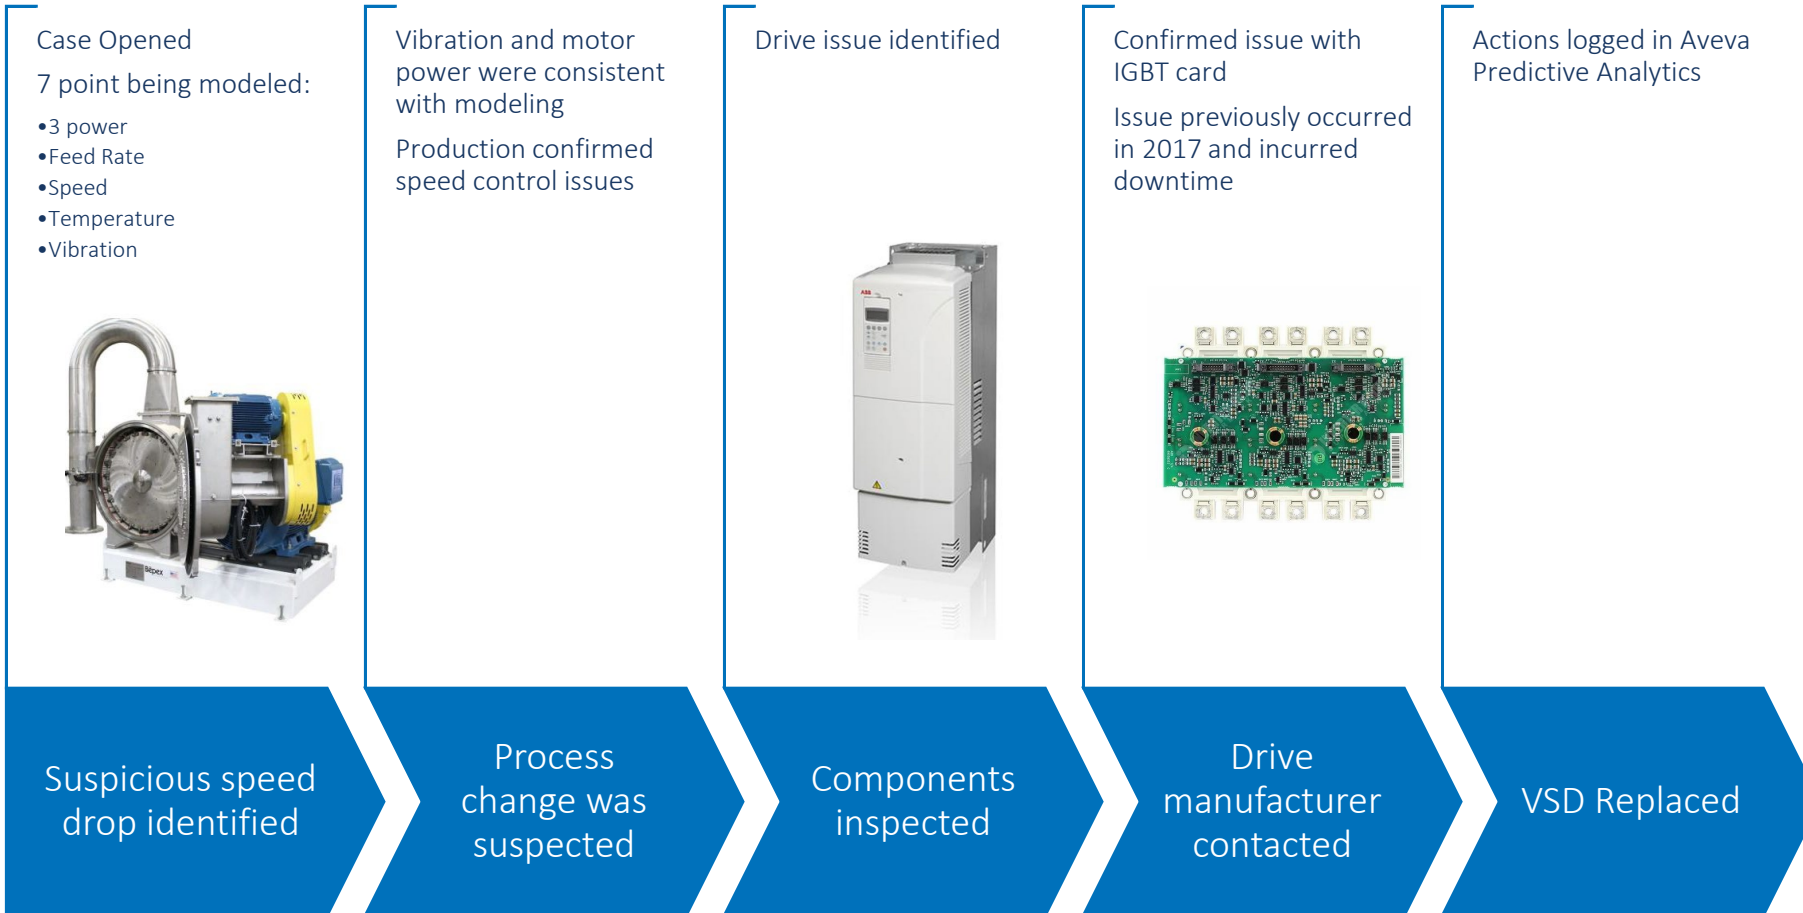 Case Opened
7 point being modeled:
•3 power
•Feed Rate
•Speed
•Temperature
•Vibration
Bepex
Suspicious speed
drop identified
Vibration and motor
power were consistent
with modeling
Production confirmed
speed control issues
Process
change was
suspected
Drive issue identified
ABB
Components
inspected
Confirmed issue with
IGBT card
Issue previously occurred
in 2017 and incurred
downtime
Drive
manufacturer
contacted
Actions logged in Aveva
Predictive Analytics
VSD Replaced